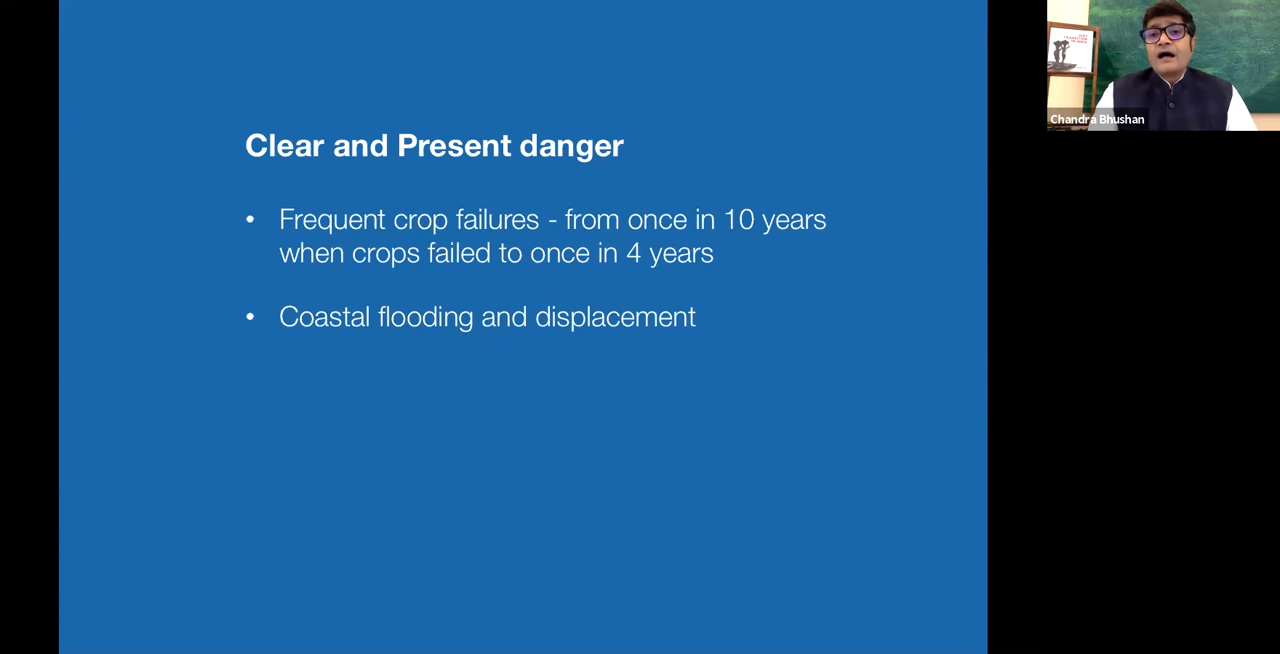 Clear and Present danger
• Frequent crop failures - from once in 10 years
when crops failed to once in 4 years
• Coastal flooding and displacement
Chandra Bhushan